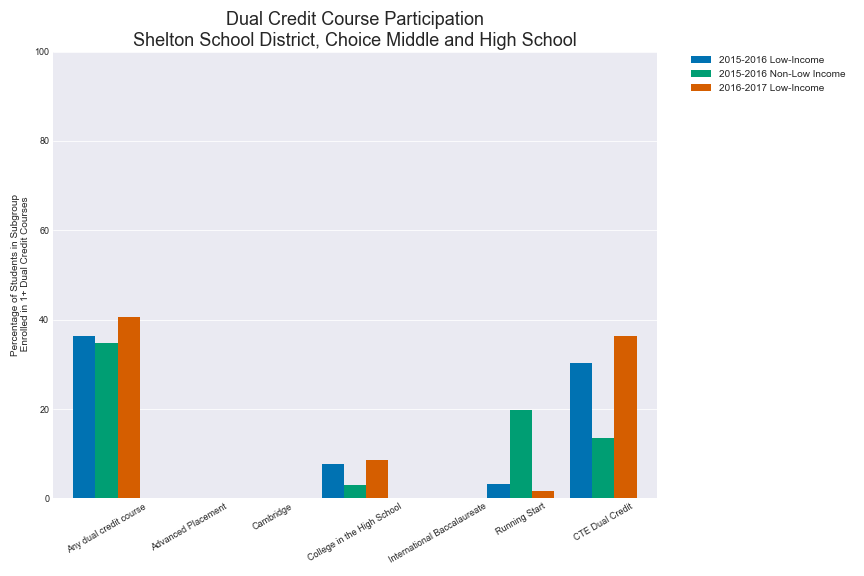 Dual Credit Course Participation
Shelton School District, Choice Middle and High School
2015-2016 Low-Income
2015-2016 Non-Low Income
2016-2017 Low-Income
Percentage of Students in Subgroup
Enrolled in 1+ Dual Credit Courses
100
80
60
40
20
0
Any dual credit course
Advanced Placement
Cambridge
College in the High School
International Baccalaureate
Running Start
CTE Dual Credit